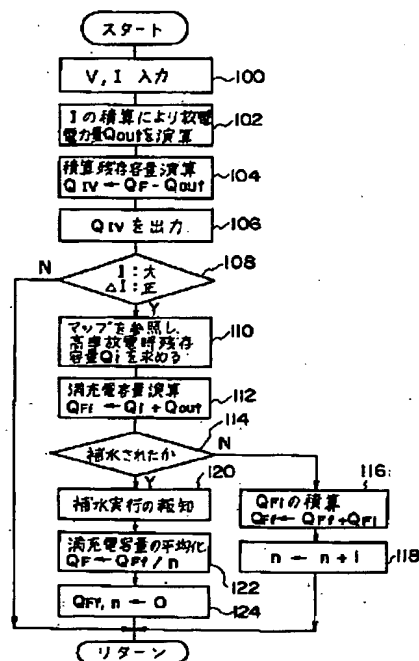 スタート
V, I 入力
100
Iの積算により放電
電力量Qoutを演算
102
積算残存容量演算
QIV ← QF - Qout
104
QIVを出力
106
N
I : 大
ΔI : 正
108
Y
マップを参照し
高率放電時残存
容量Qiを求める
110
満充電容量演算
QFi ← Qi + Qout
112
114
補水されたか
N
Y
120
補水実行の報知
116
QFiの積算
QFf ← QFf + QFi
満充電容量の平均化
QF ← QFf / n
122
n ← n + 1
118
QFf, n ← 0
124
リターン